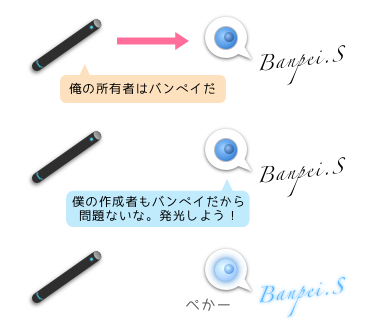 Banpei.S
俺の所有者はバンペイだ
Banpei.S
僕の作成者もバンペイだから
問題ないな。発光しよう！
Banpei.S
ぺかー